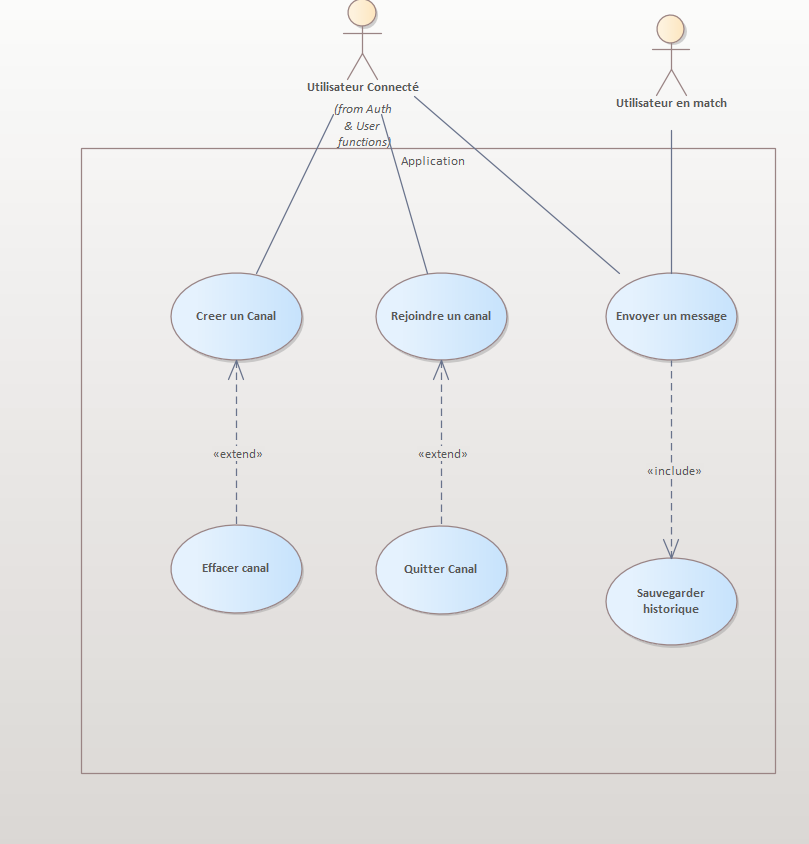 Utilisateur Connecté
(from Auth
& User
functions)
Utilisateur en match
Application
Creer un Canal
Rejoindre un canal
Envoyer un message
«extend»
«extend»
«include»
Effacer canal
Quitter Canal
Sauvegarder
historique